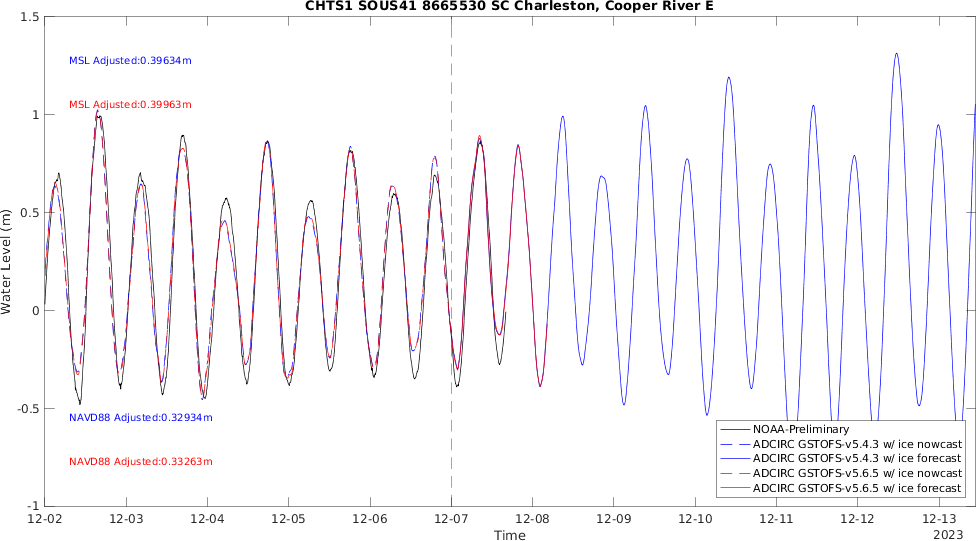 CHTS1 SOUS41 8665530 SC Charleston, Cooper River E
1.5
MSL Adjusted:0.39634m
MSL Adjusted:0.39963m
1
0.5
Water Level (m)
0
-0.5
NAVD88 Adjusted:0.32934m
NAVD88 Adjusted:0.33263m
-1
NOAA-Preliminary
ADCIRC GSTOFS-v5.4.3 w/ ice nowcast
ADCIRC GSTOFS-v5.4.3 w/ ice forecast
ADCIRC GSTOFS-v5.6.5 w/ ice nowcast
ADCIRC GSTOFS-v5.6.5 w/ ice forecast
12-02 12-03 12-04 12-05 12-06 12-07 12-08 12-09 12-10 12-11 12-12 12-13
Time
2023